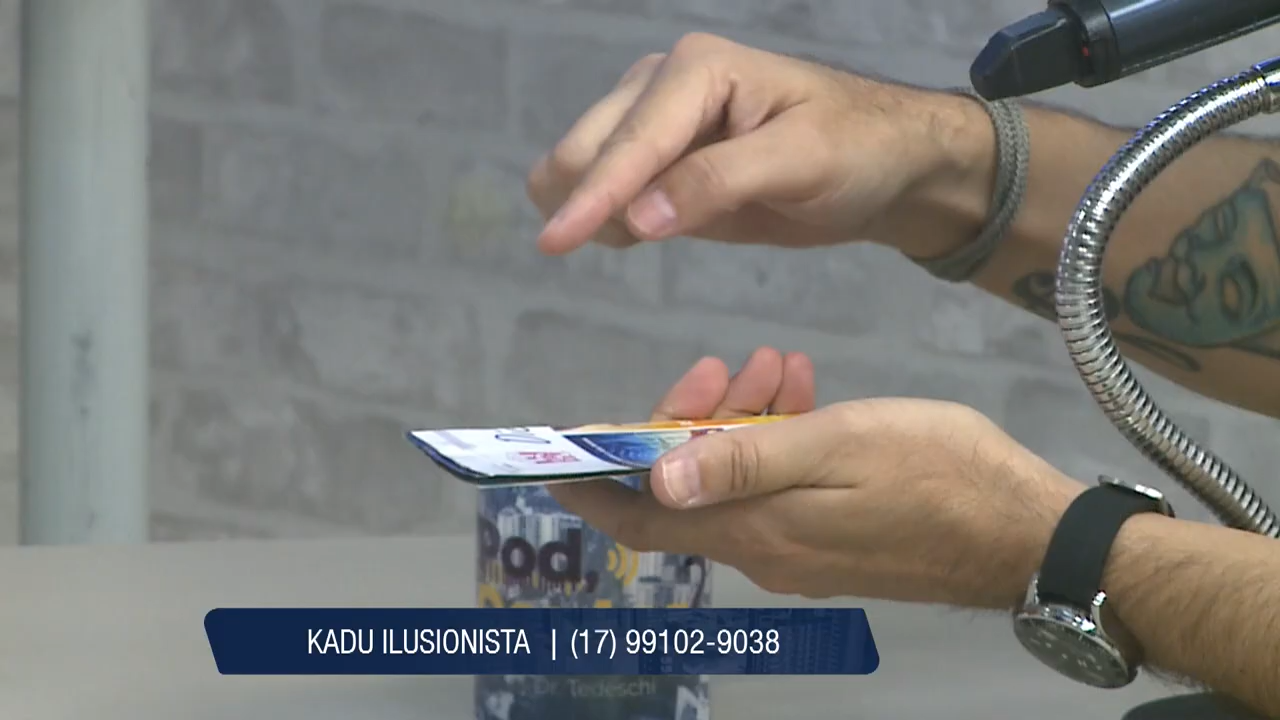 Pod,
KADU ILUSIONISTA | (17) 99102-9038
Dr. Tedeschi